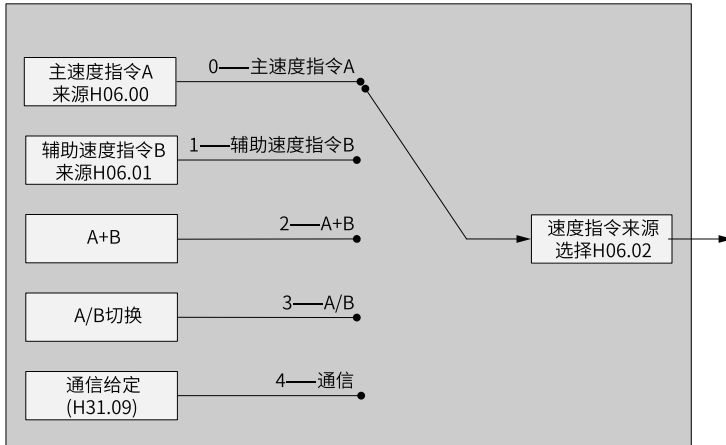 主速度指令A
来源H06.00
0——主速度指令A
辅助速度指令B
来源H06.01
1——辅助速度指令B
A+B
2——A+B
速度指令来源
选择H06.02
A/B切换
3——A/B
通信给定
(H31.09)
4——通信